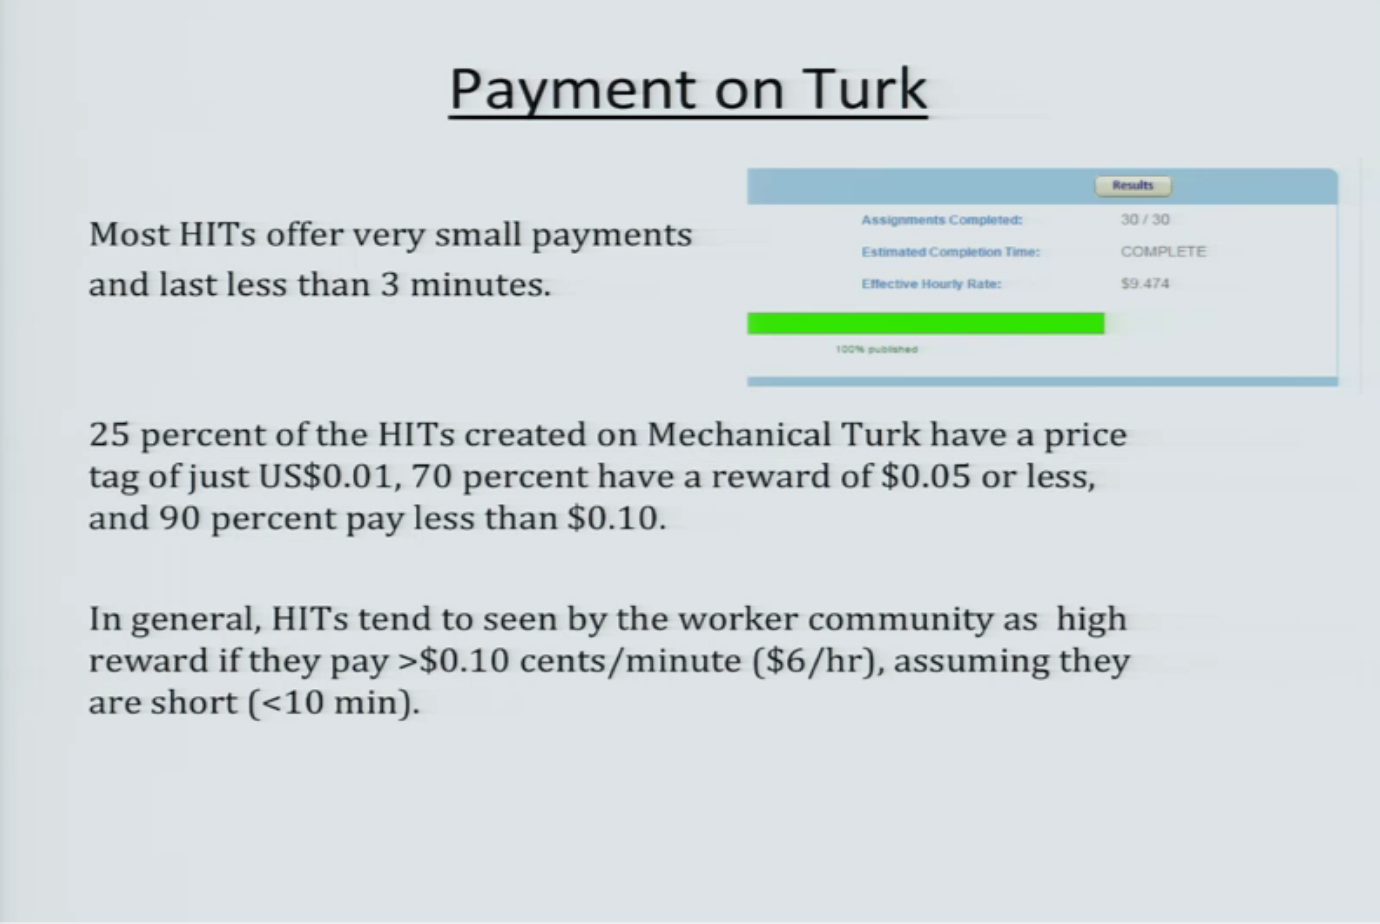 Payment on Turk
Most HITs offer very small payments
and last less than 3 minutes.
Results
Assignments Completed: 30 / 30
Estimated Completion Time: COMPLETE
Effective Hourly Rate: $9.474
100% published
25 percent of the HITs created on Mechanical Turk have a price
tag of just US$0.01, 70 percent have a reward of $0.05 or less,
and 90 percent pay less than $0.10.
In general, HITs tend to seen by the worker community as high
reward if they pay >$0.10 cents/minute ($6/hr), assuming they
are short (<10 min).